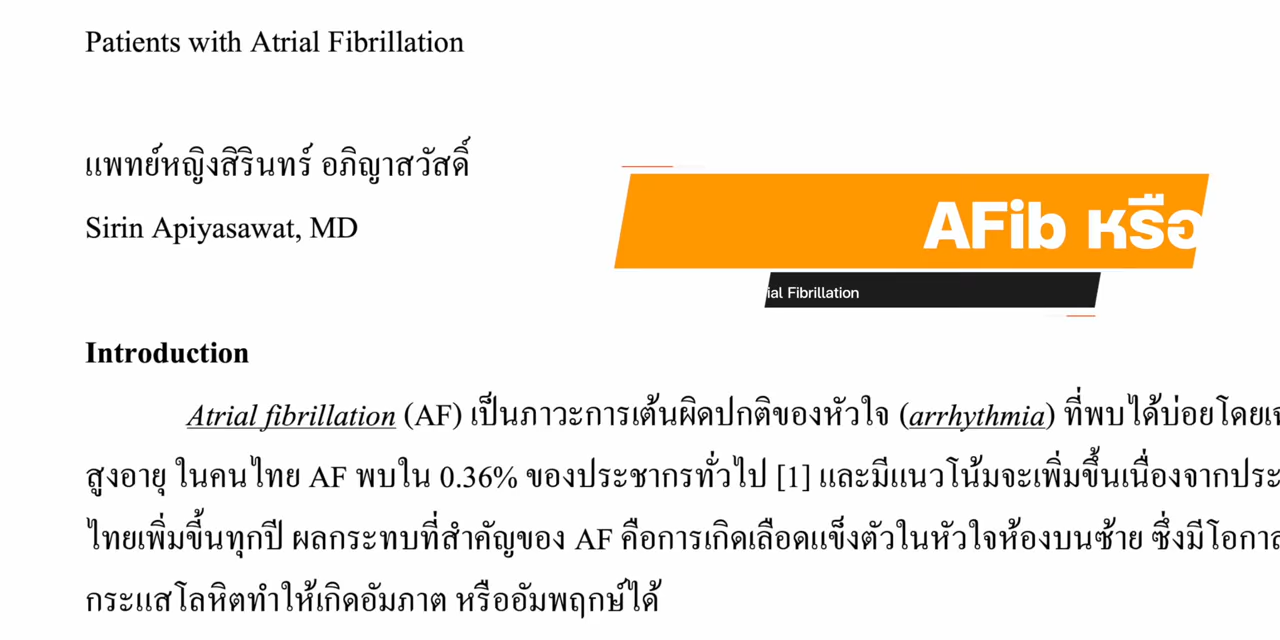 Patients with Atrial Fibrillation
แพทย์หญิงสิรินทร์ อภิญาสวัสดิ์
Sirin Apiyasawat, MD
AFib หรือ
ial Fibrillation
Introduction
Atrial fibrillation (AF) เป็นภาวะการเต้นผิดปกติของหัวใจ (arrhythmia) ที่พบได้บ่อยโดยเฉ
สูงอายุ ในคนไทย AF พบใน 0.36% ของประชากรทั่วไป [1] และมีแนวโน้มจะเพิ่มขึ้นเนื่องจากประ
ไทยเพิ่มขึ้นทุกปี ผลกระทบที่สำคัญของ AF คือการเกิดเลือดแข็งตัวในหัวใจห้องบนซ้าย ซึ่งมีโอกาส
กระแสโลหิตทำให้เกิดอัมภาต หรืออัมพฤกษ์ได้